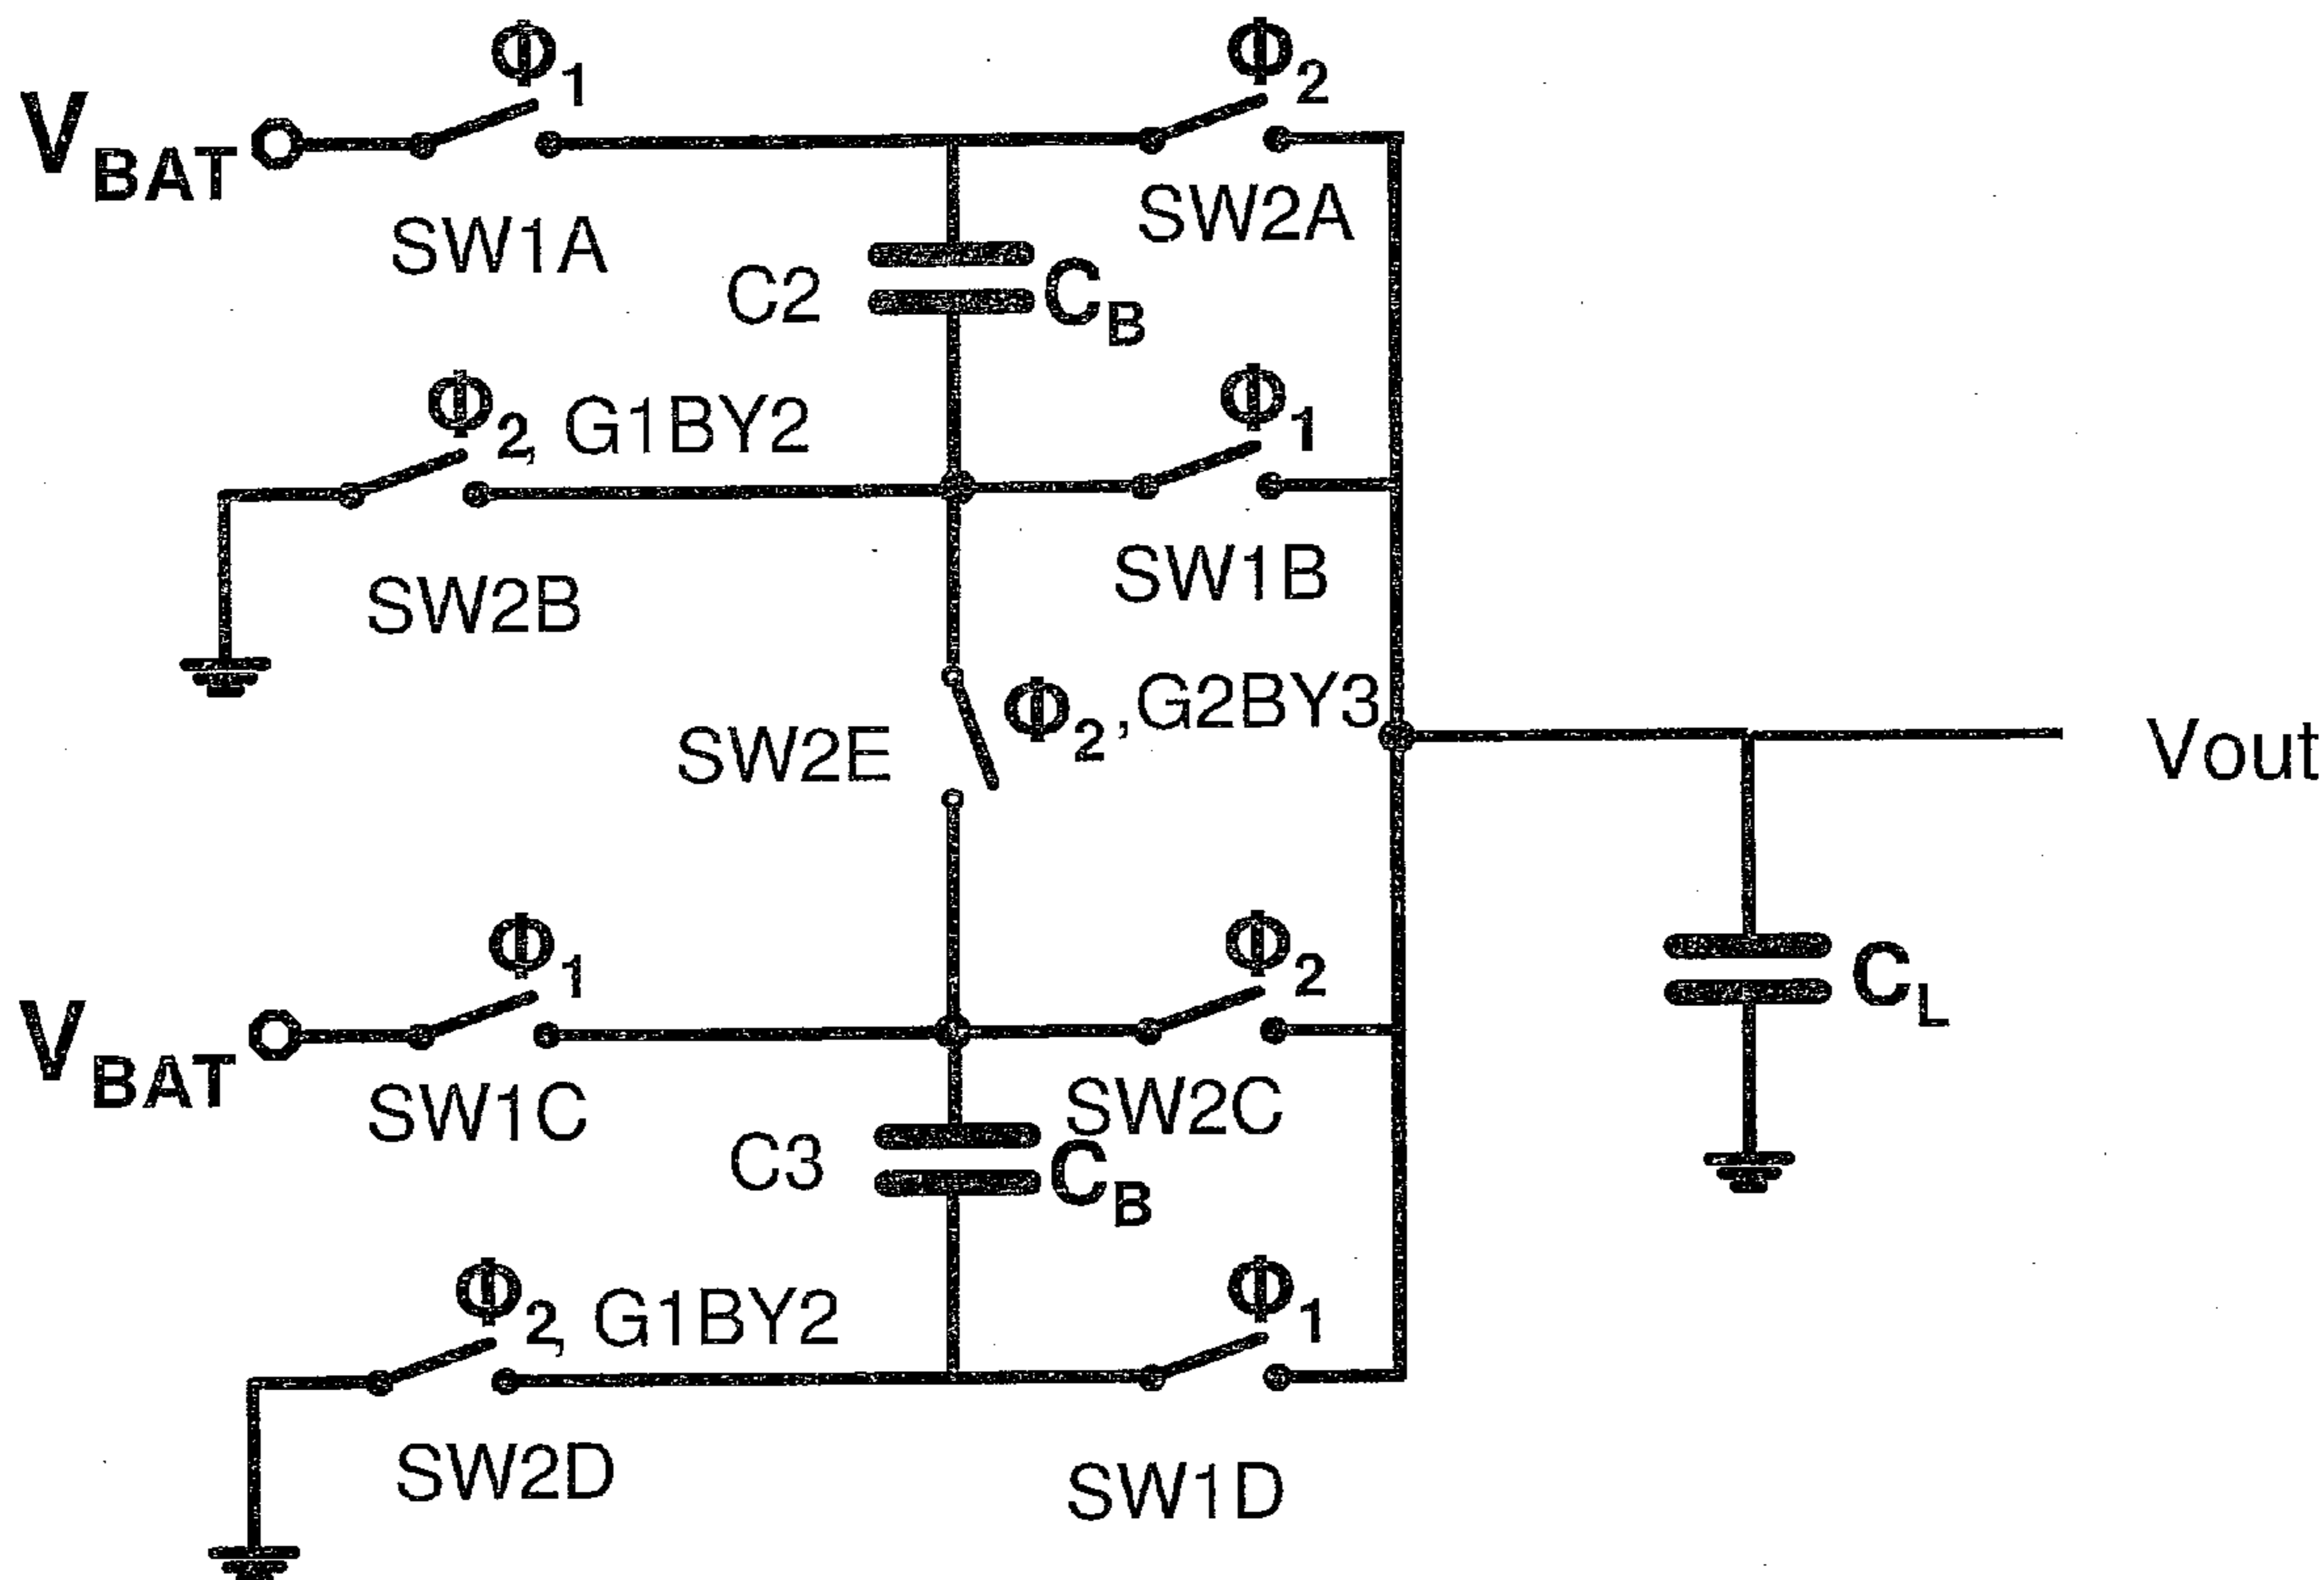 Φ1
Φ2
VBAT
SW1A
SW2A
C2
CB
Φ2, G1BY2
Φ1
SW2B
SW1B
SW2E
Φ2, G2BY3
Vout
Φ1
Φ2
VBAT
SW1C
SW2C
CL
C3
CB
Φ2, G1BY2
Φ1
SW2D
SW1D